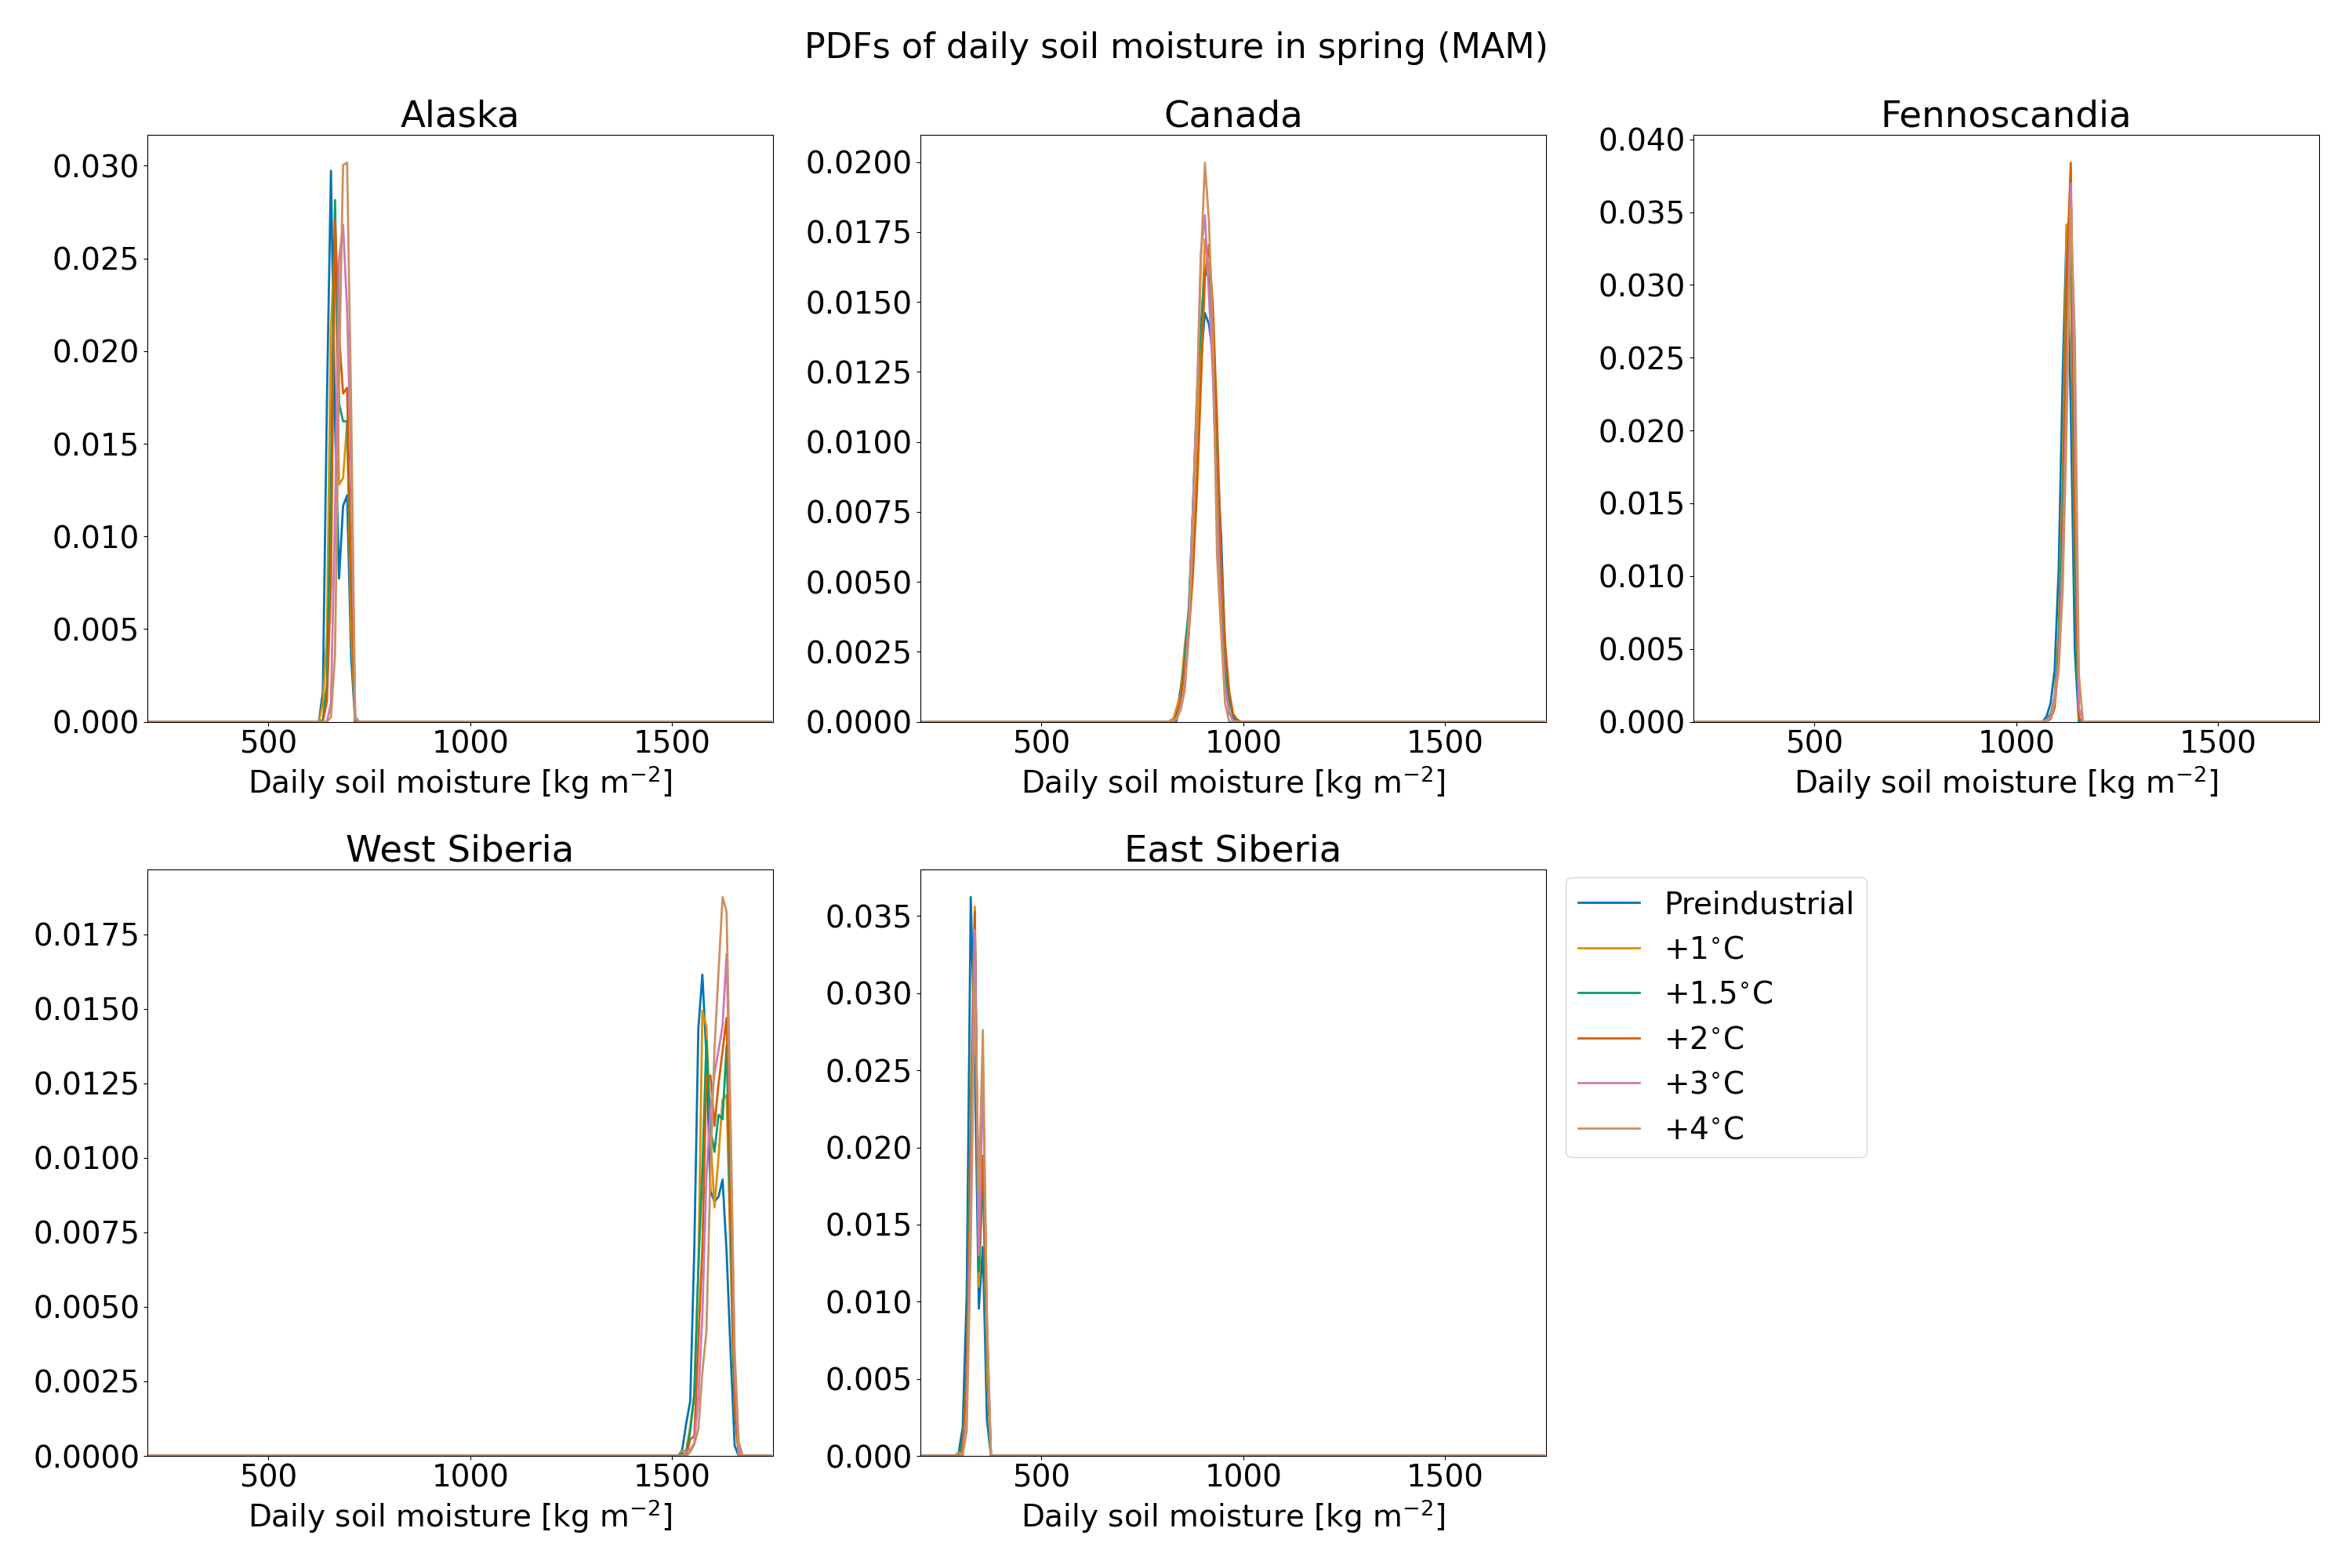 PDFs of daily soil moisture in spring (MAM)
Alaska
0.030
0.025
0.020
0.015
0.010
0.005
0.000
500 1000 1500
Daily soil moisture [kg m⁻²]
Canada
0.0200
0.0175
0.0150
0.0125
0.0100
0.0075
0.0050
0.0025
0.0000
500 1000 1500
Daily soil moisture [kg m⁻²]
Fennoscandia
0.040
0.035
0.030
0.025
0.020
0.015
0.010
0.005
0.000
500 1000 1500
Daily soil moisture [kg m⁻²]
West Siberia
0.0175
0.0150
0.0125
0.0100
0.0075
0.0050
0.0025
0.0000
500 1000 1500
Daily soil moisture [kg m⁻²]
East Siberia
0.035
0.030
0.025
0.020
0.015
0.010
0.005
0.000
500 1000 1500
Daily soil moisture [kg m⁻²]
Preindustrial
+1°C
+1.5°C
+2°C
+3°C
+4°C